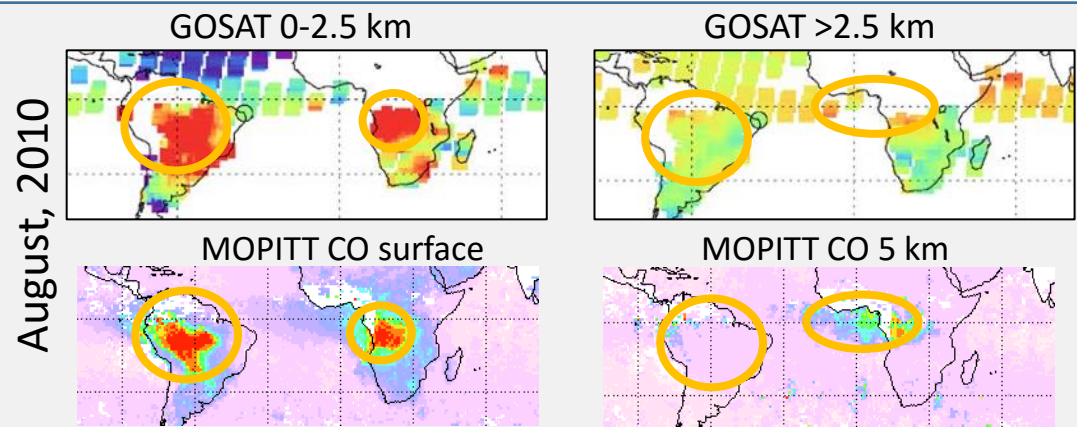 GOSAT 0-2.5 km
GOSAT >2.5 km
August, 2010
MOPITT CO surface
MOPITT CO 5 km